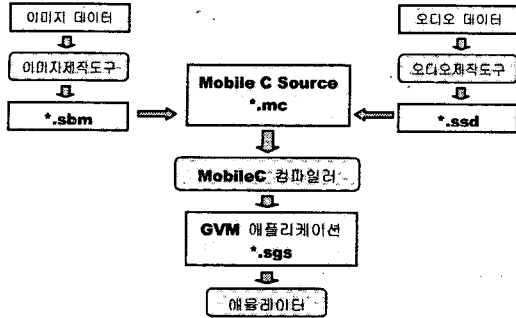 이미지 데이터
이미지제작도구
*.sbm
오디오 데이터
오디오제작도구
*.ssd
Mobile C Source
*.mc
MobileC 컴파일러
GVM 애플리케이션
*.sgs
애뮬레이터